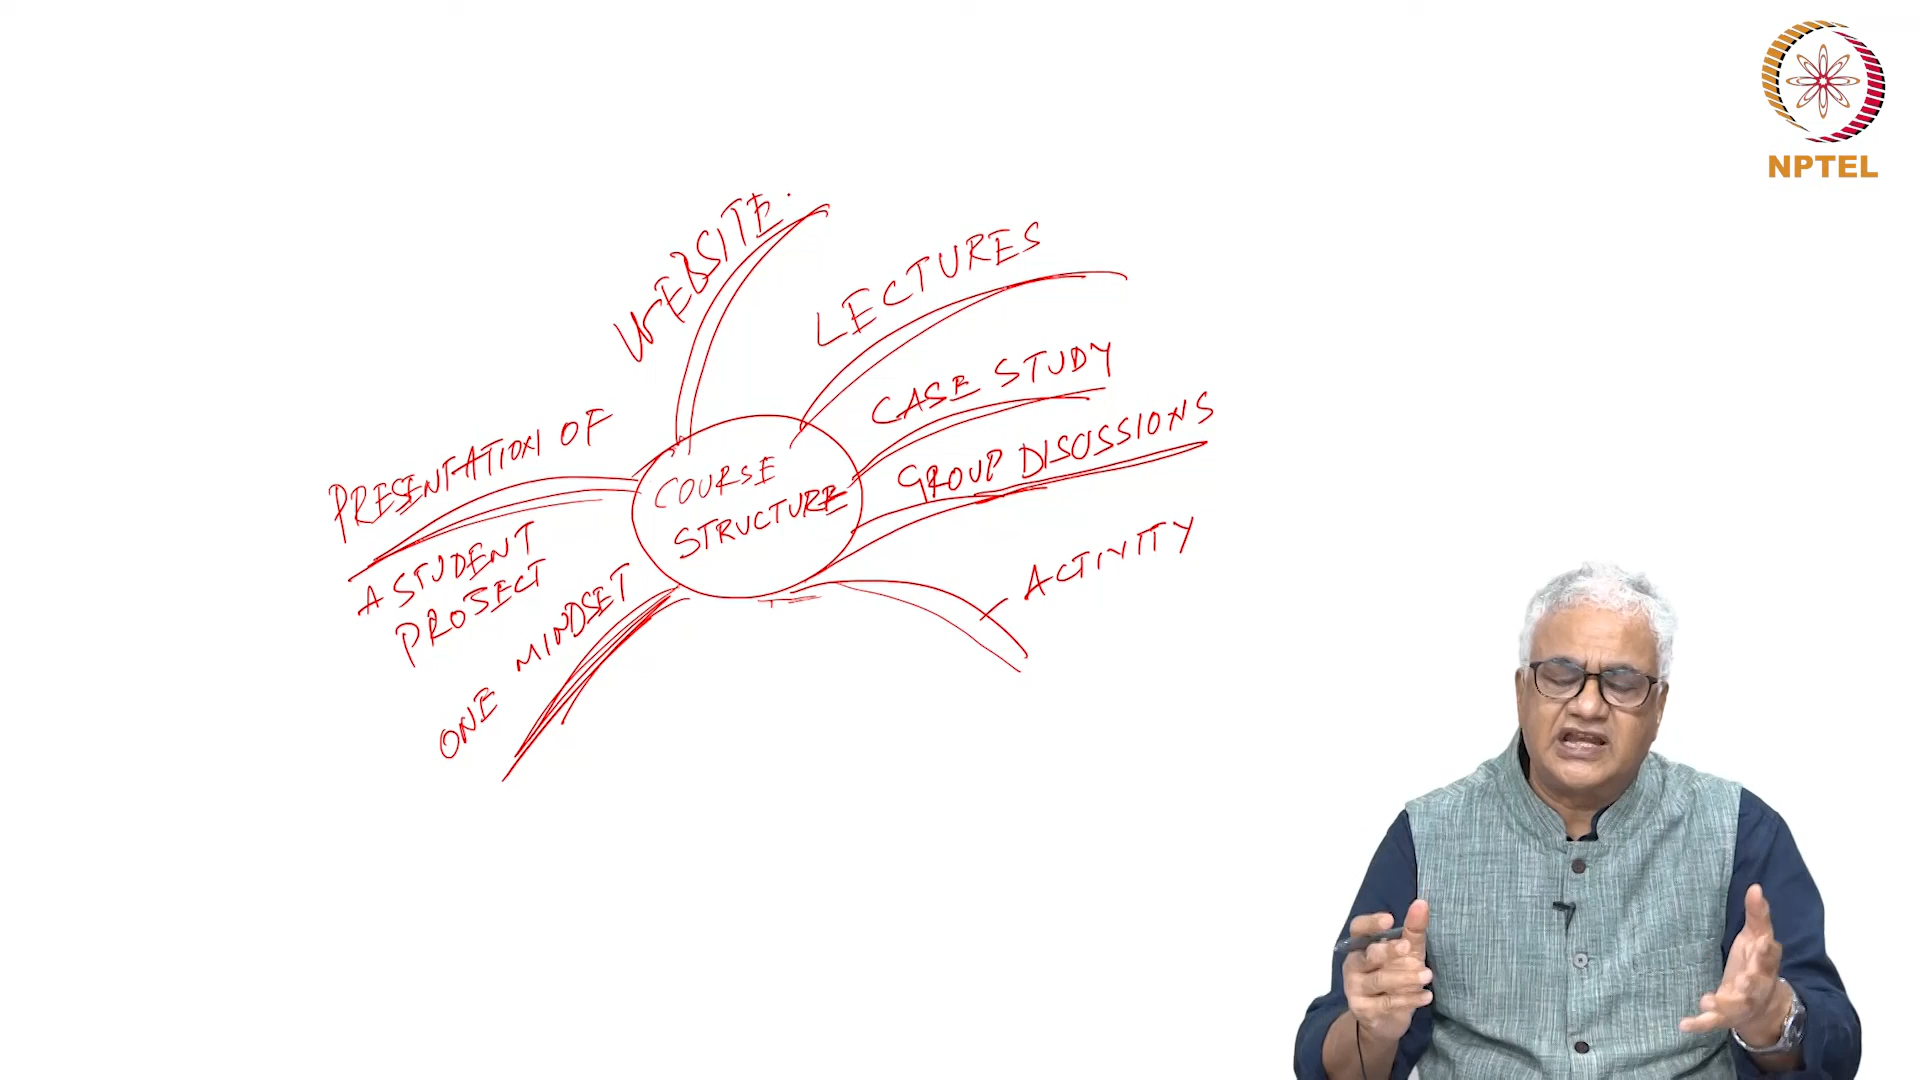 NPTEL
WEBSITE.
LECTURES
CASE STUDY
GROUP DISCUSSIONS
ACTIVITY
COURSE
STRUCTURE
PRESENTATION OF
A STUDENT
PROJECT
ONE MINDSET